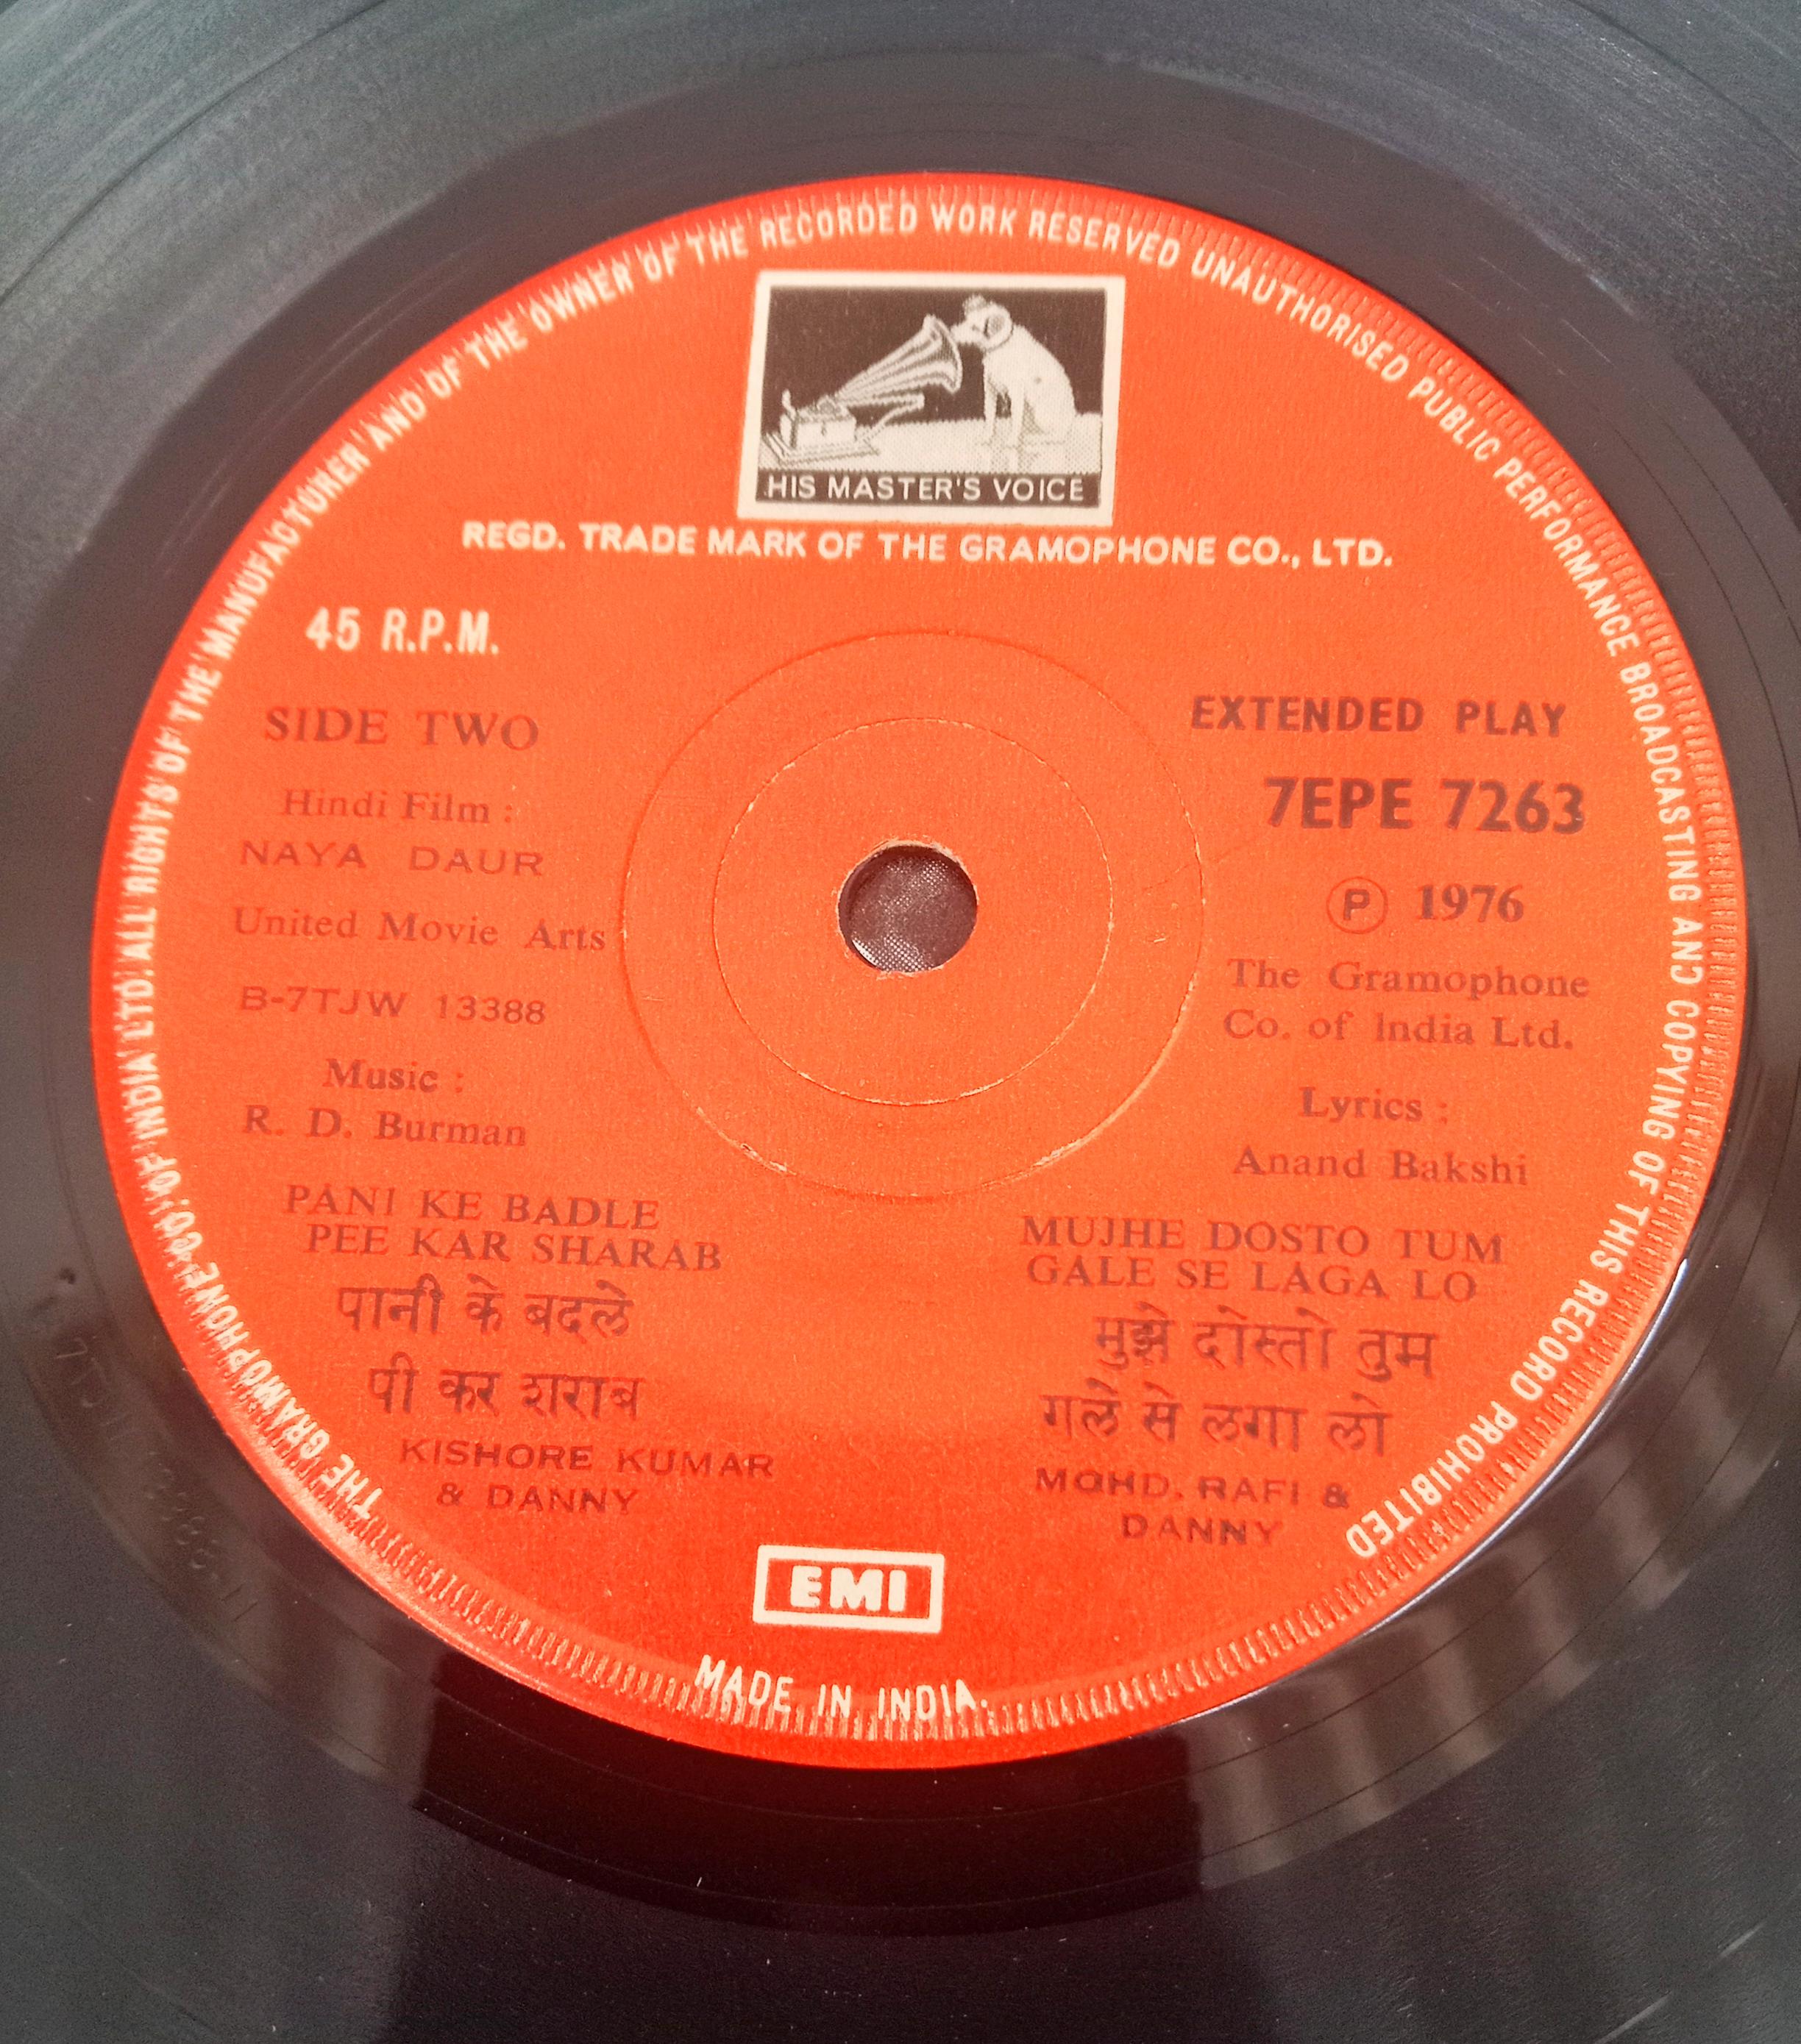 THE GRAMOPHONE CO. OF INDIA LTD. ALL RIGHTS OF THE MANUFACTURER AND OF THE OWNER OF THE RECORDED WORK RESERVED UNAUTHORISED PUBLIC PERFORMANCE BROADCASTING AND COPYING OF THIS RECORD PROHIBITED
HIS MASTER'S VOICE
REGD. TRADE MARK OF THE GRAMOPHONE CO., LTD.
45 R.P.M.
SIDE TWO
Hindi Film :
NAYA DAUR
United Movie Arts
B-7TJW 13388
Music :
R. D. Burman
EXTENDED PLAY
7EPE 7263
Ⓟ 1976
The Gramophone
Co. of India Ltd.
Lyrics :
Anand Bakshi
PANI KE BADLE
PEE KAR SHARAB
पानी के बदले
पी कर शराब
KISHORE KUMAR
& DANNY
MUJHE DOSTO TUM
GALE SE LAGA LO
मुझे दोस्तो तुम
गले से लगा लो
MOHD. RAFI &
DANNY
EMI
MADE IN INDIA.